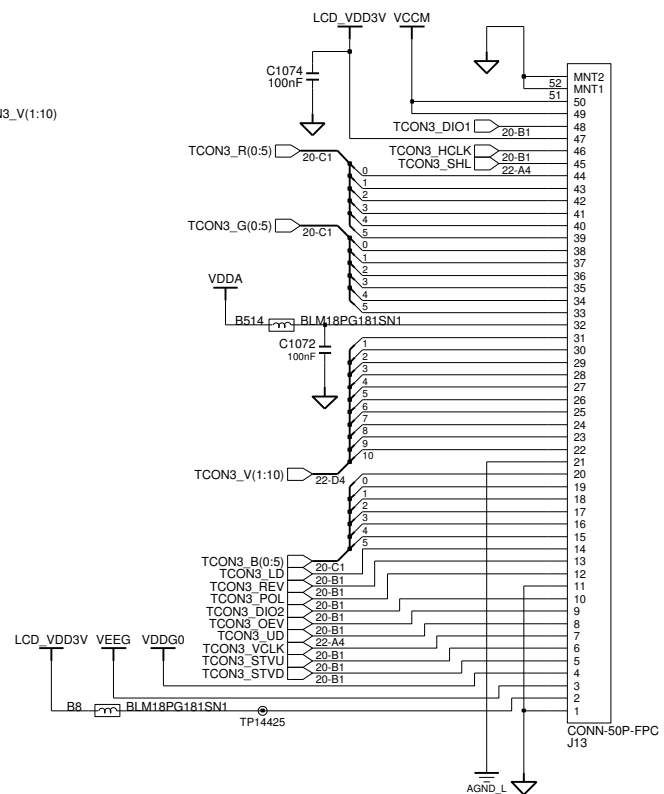 LCD_VDD3V VCCM
C1074
100nF
N3_V(1:10)
MNT2
52 MNT1
51 50
49
TCON3_DIO1 20-B1 48
47
TCON3_HCLK 20-B1 46
TCON3_SHL 22-A4 45
TCON3_R(0:5) 20-C1
0 44
1 43
2 42
3 41
4 40
5 39
TCON3_G(0:5) 20-C1
0 38
1 37
2 36
3 35
4 34
5 33
VDDA
B514 BLM18PG181SN1 32
C1072
100nF
31
1 30
2 29
3 28
4 27
5 26
6 25
7 24
8 23
9 22
10 21
TCON3_V(1:10) 22-D4
20
0 19
1 18
2 17
3 16
4 15
5 14
TCON3_B(0:5) 20-C1 13
TCON3_LD 20-B1 12
TCON3_REV 20-B1 11
TCON3_POL 20-B1 10
TCON3_DIO2 20-B1 9
TCON3_OEV 20-B1 8
TCON3_UD 22-A4 7
TCON3_VCLK 20-B1 6
TCON3_STVU 20-B1 5
TCON3_STVD 20-B1 4
LCD_VDD3V VEEG VDDG0
3
2
B8 BLM18PG181SN1 1
TP14425
CONN-50P-FPC
J13
AGND_L